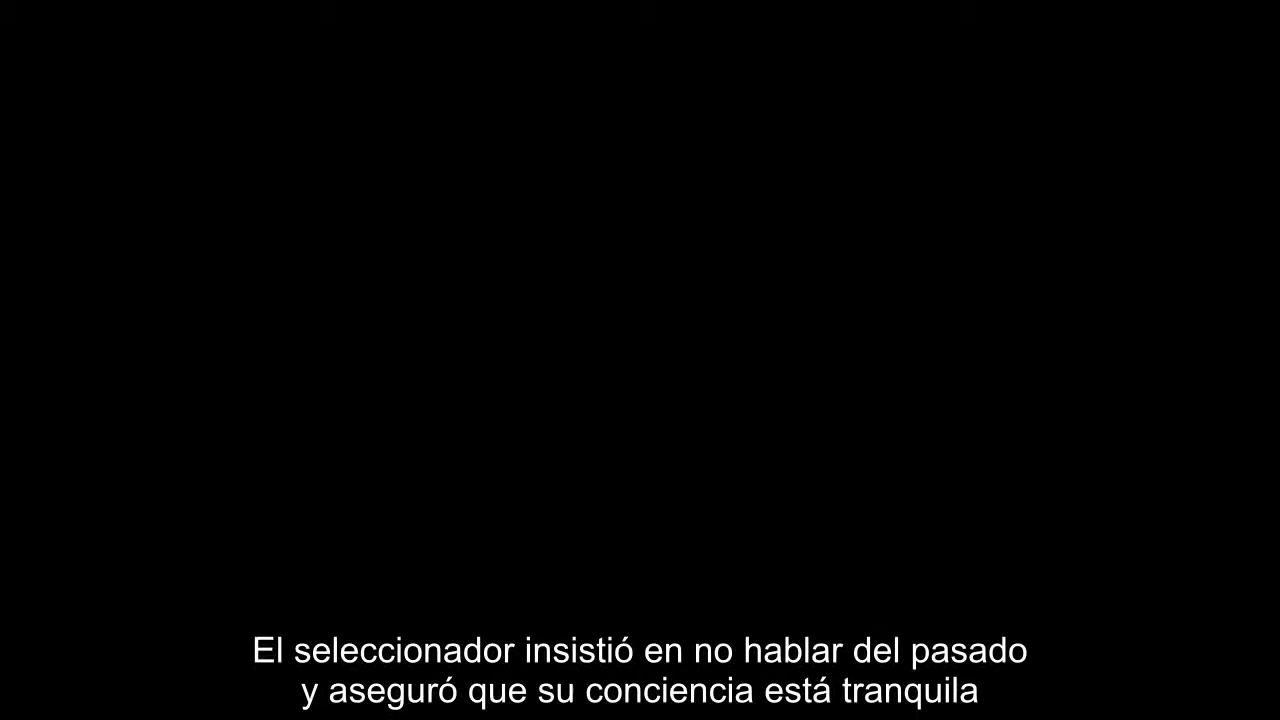 El seleccionador insistió en no hablar del pasado
y aseguró que su conciencia está tranquila